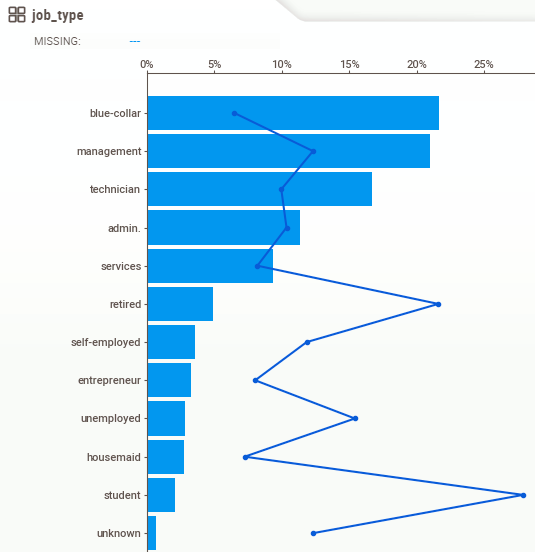 job_type
MISSING: ---
0% 5% 10% 15% 20% 25%
blue-collar
management
technician
admin.
services
retired
self-employed
entrepreneur
unemployed
housemaid
student
unknown